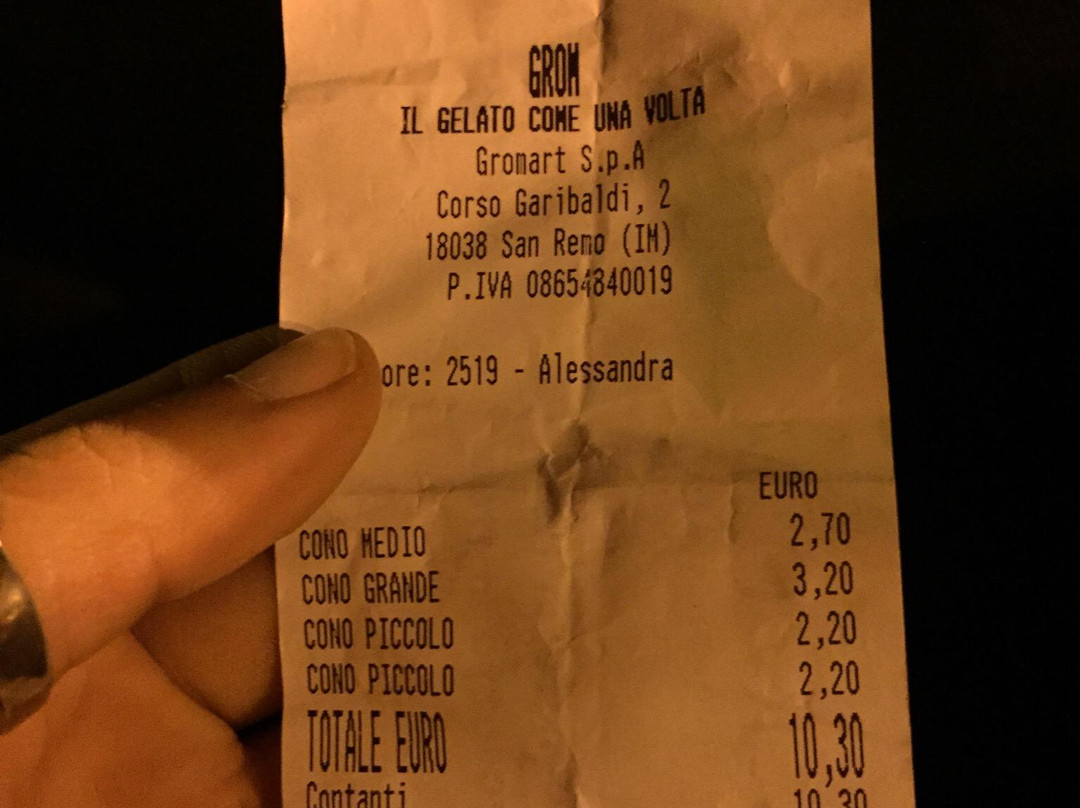 GROM
IL GELATO COME UNA VOLTA
Gromart S.p.A
Corso Garibaldi, 2
18038 San Remo (IM)
P.IVA 08654840019
ore: 2519 - Alessandra
EURO
CONO MEDIO 2,70
CONO GRANDE 3,20
CONO PICCOLO 2,20
CONO PICCOLO 2,20
TOTALE EURO 10,30
Contanti 10,30